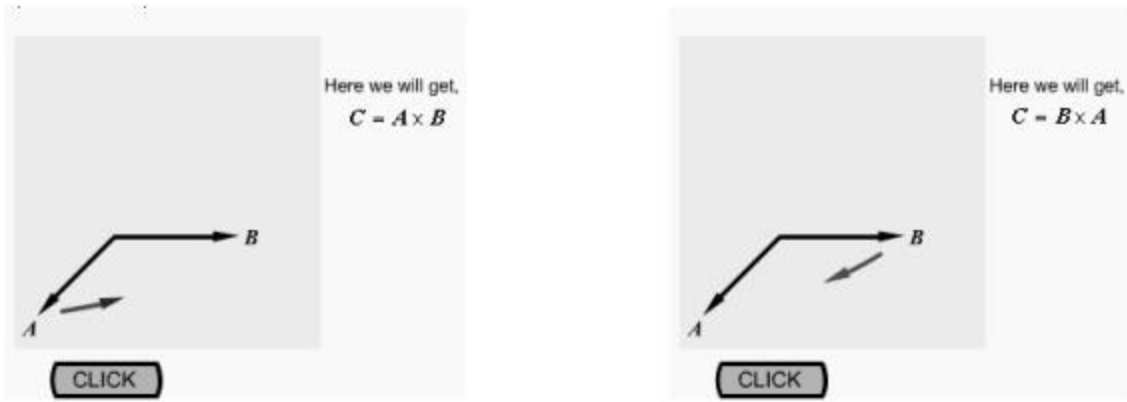 Here we will get,
C = A × B
B
A
CLICK
Here we will get,
C = B × A
B
A
CLICK